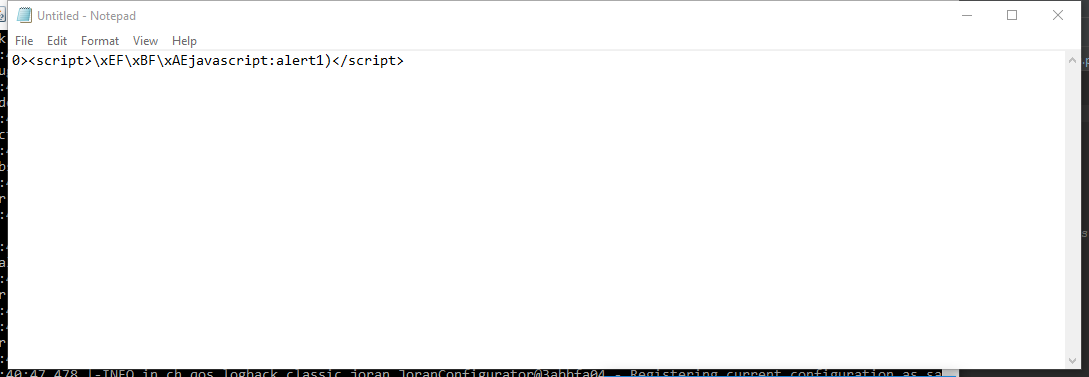 Untitled - Notepad
File Edit Format View Help
0><script>\xEF\xBF\xAEjavascript:alert1)</script>
:40:47,478 |-INFO in ch.qos.logback.classic.joran.JoranConfigurator@3abbfa04 - Registering current configuration as sa